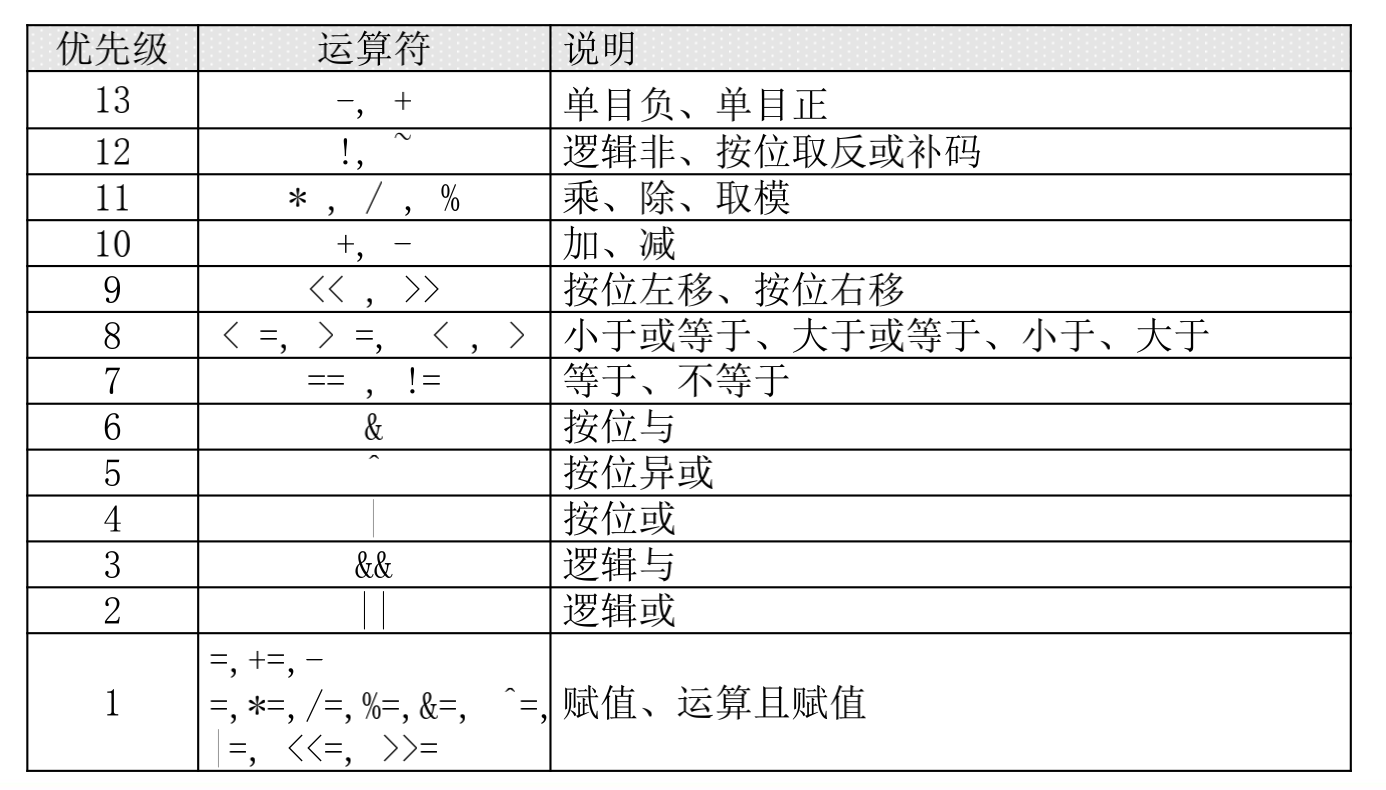 优先级 运算符 说明
13 -, + 单目负、单目正
12 !, ~ 逻辑非、按位取反或补码
11 * , / , % 乘、除、取模
10 +, - 加、减
9 << , >> 按位左移、按位右移
8 < =, > =, < , > 小于或等于、大于或等于、小于、大于
7 == , != 等于、不等于
6 & 按位与
5 ^ 按位异或
4 | 按位或
3 && 逻辑与
2 || 逻辑或
=,+=,-
1 =,*=,/=,%=,&=, ^=, 赋值、运算且赋值
|=, <<=, >>=